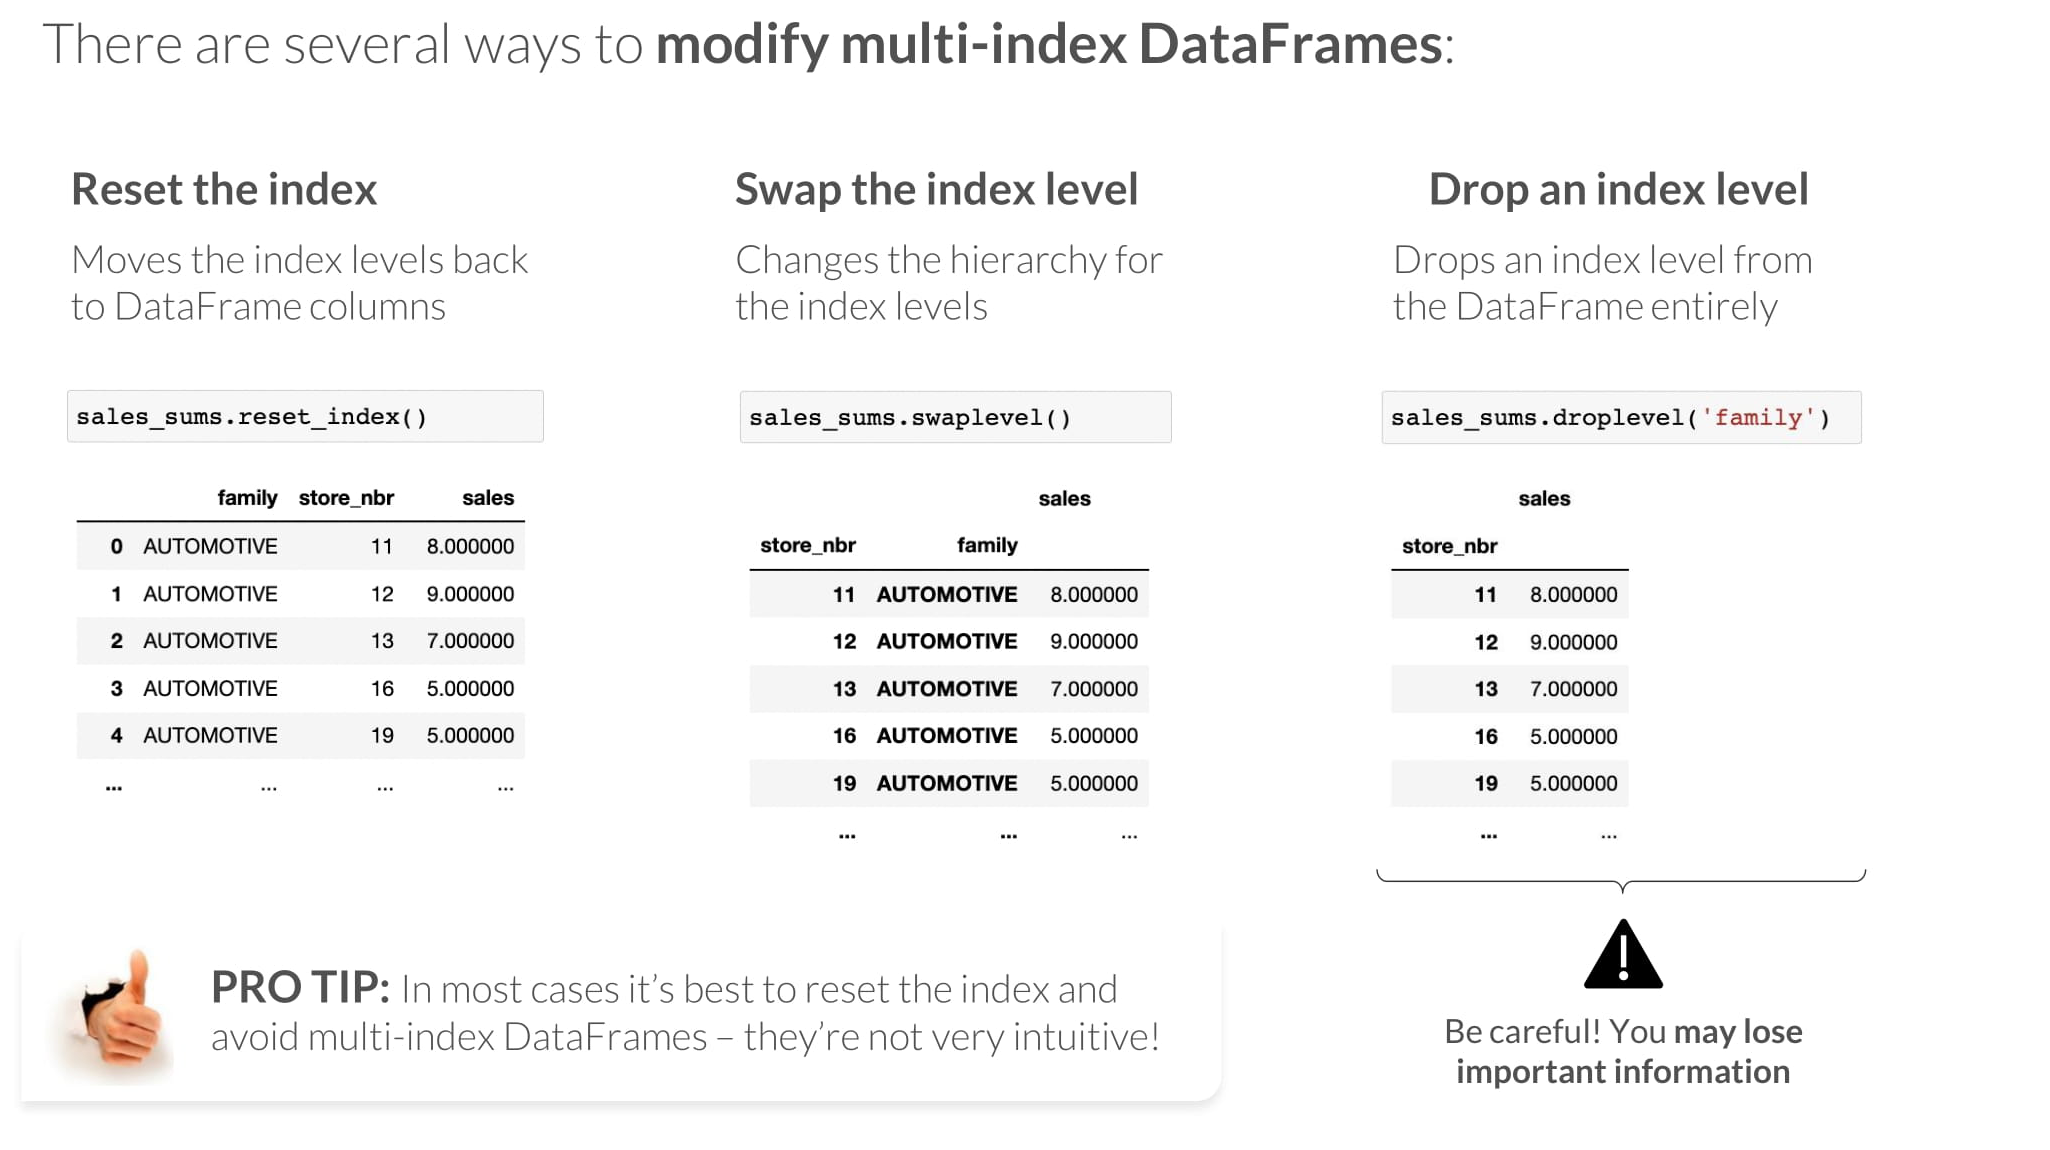 There are several ways to modify multi-index DataFrames:
Reset the index
Moves the index levels back
to DataFrame columns
sales_sums.reset_index()
family store_nbr sales
0 AUTOMOTIVE 11 8.000000
1 AUTOMOTIVE 12 9.000000
2 AUTOMOTIVE 13 7.000000
3 AUTOMOTIVE 16 5.000000
4 AUTOMOTIVE 19 5.000000
... ... ... ...
Swap the index level
Changes the hierarchy for
the index levels
sales_sums.swaplevel()
sales
store_nbr family
11 AUTOMOTIVE 8.000000
12 AUTOMOTIVE 9.000000
13 AUTOMOTIVE 7.000000
16 AUTOMOTIVE 5.000000
19 AUTOMOTIVE 5.000000
... ... ...
Drop an index level
Drops an index level from
the DataFrame entirely
sales_sums.droplevel('family')
sales
store_nbr
11 8.000000
12 9.000000
13 7.000000
16 5.000000
19 5.000000
... ...
Be careful! You may lose
important information
PRO TIP: In most cases it’s best to reset the index and
avoid multi-index DataFrames – they’re not very intuitive!